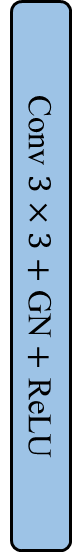 Conv 3 × 3 + GN + ReLU